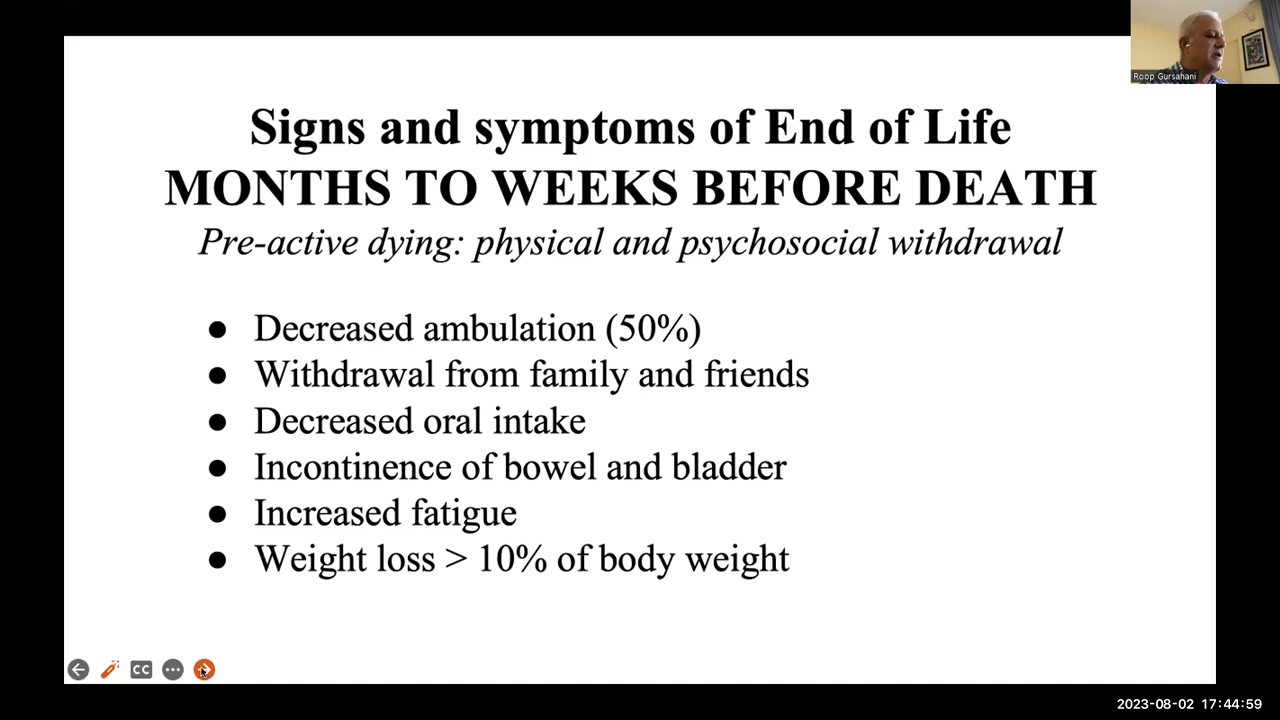 Roop Gursahani
Signs and symptoms of End of Life
MONTHS TO WEEKS BEFORE DEATH
Pre-active dying: physical and psychosocial withdrawal
● Decreased ambulation (50%)
● Withdrawal from family and friends
● Decreased oral intake
● Incontinence of bowel and bladder
● Increased fatigue
● Weight loss > 10% of body weight
CC
2023-08-02 17:44:59